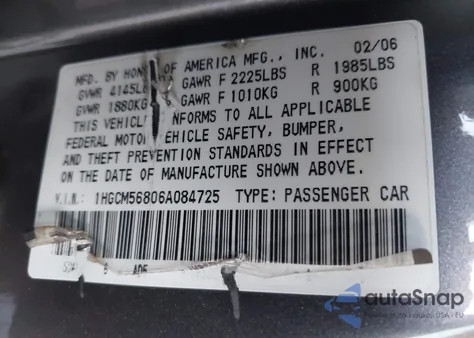 MFD. BY HON OF AMERICA MFG., INC. 02/06
GVWR 4145L GAWR F 2225LBS R 1985LBS
GVWR 1880KG GAWR F 1010KG R 900KG
THIS VEHICL NFORMS TO ALL APPLICABLE
FEDERAL MOTO VEHICLE SAFETY, BUMPER,
AND THEFT PREVENTION STANDARDS IN EFFECT
ON THE DATE OF MANUFACTURE SHOWN ABOVE.
V.I.N.: 1HGCM56806A084725 TYPE: PASSENGER CAR
autoSnap